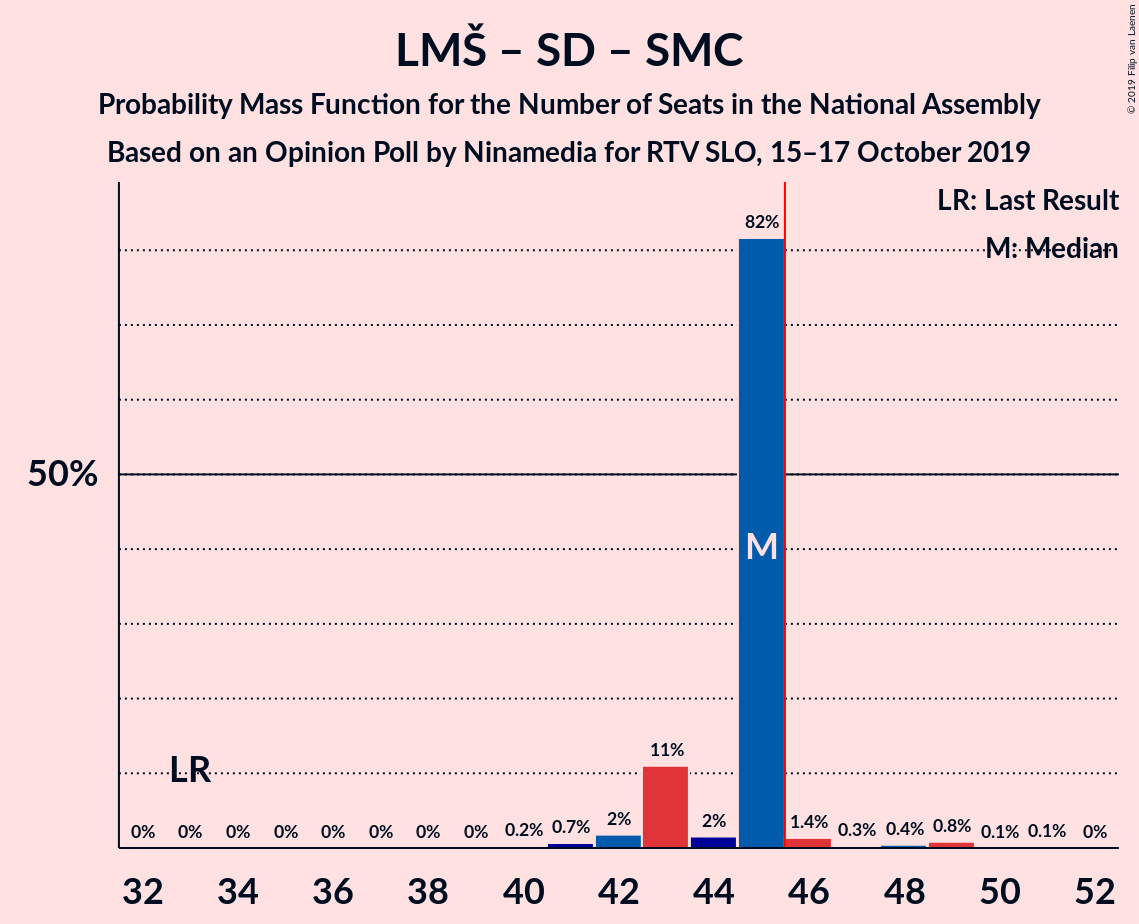 LMŠ – SD – SMC
Probability Mass Function for the Number of Seats in the National Assembly
Based on an Opinion Poll by Ninamedia for RTV SLO, 15–17 October 2019
© 2019 Filip van Laenen
LR: Last Result
M: Median
82%
50%
M
LR
11%
0% 0% 0% 0% 0% 0% 0% 0% 0.2% 0.7% 2% 2% 1.4% 0.3% 0.4% 0.8% 0.1% 0.1% 0%
32 34 36 38 40 42 44 46 48 50 52